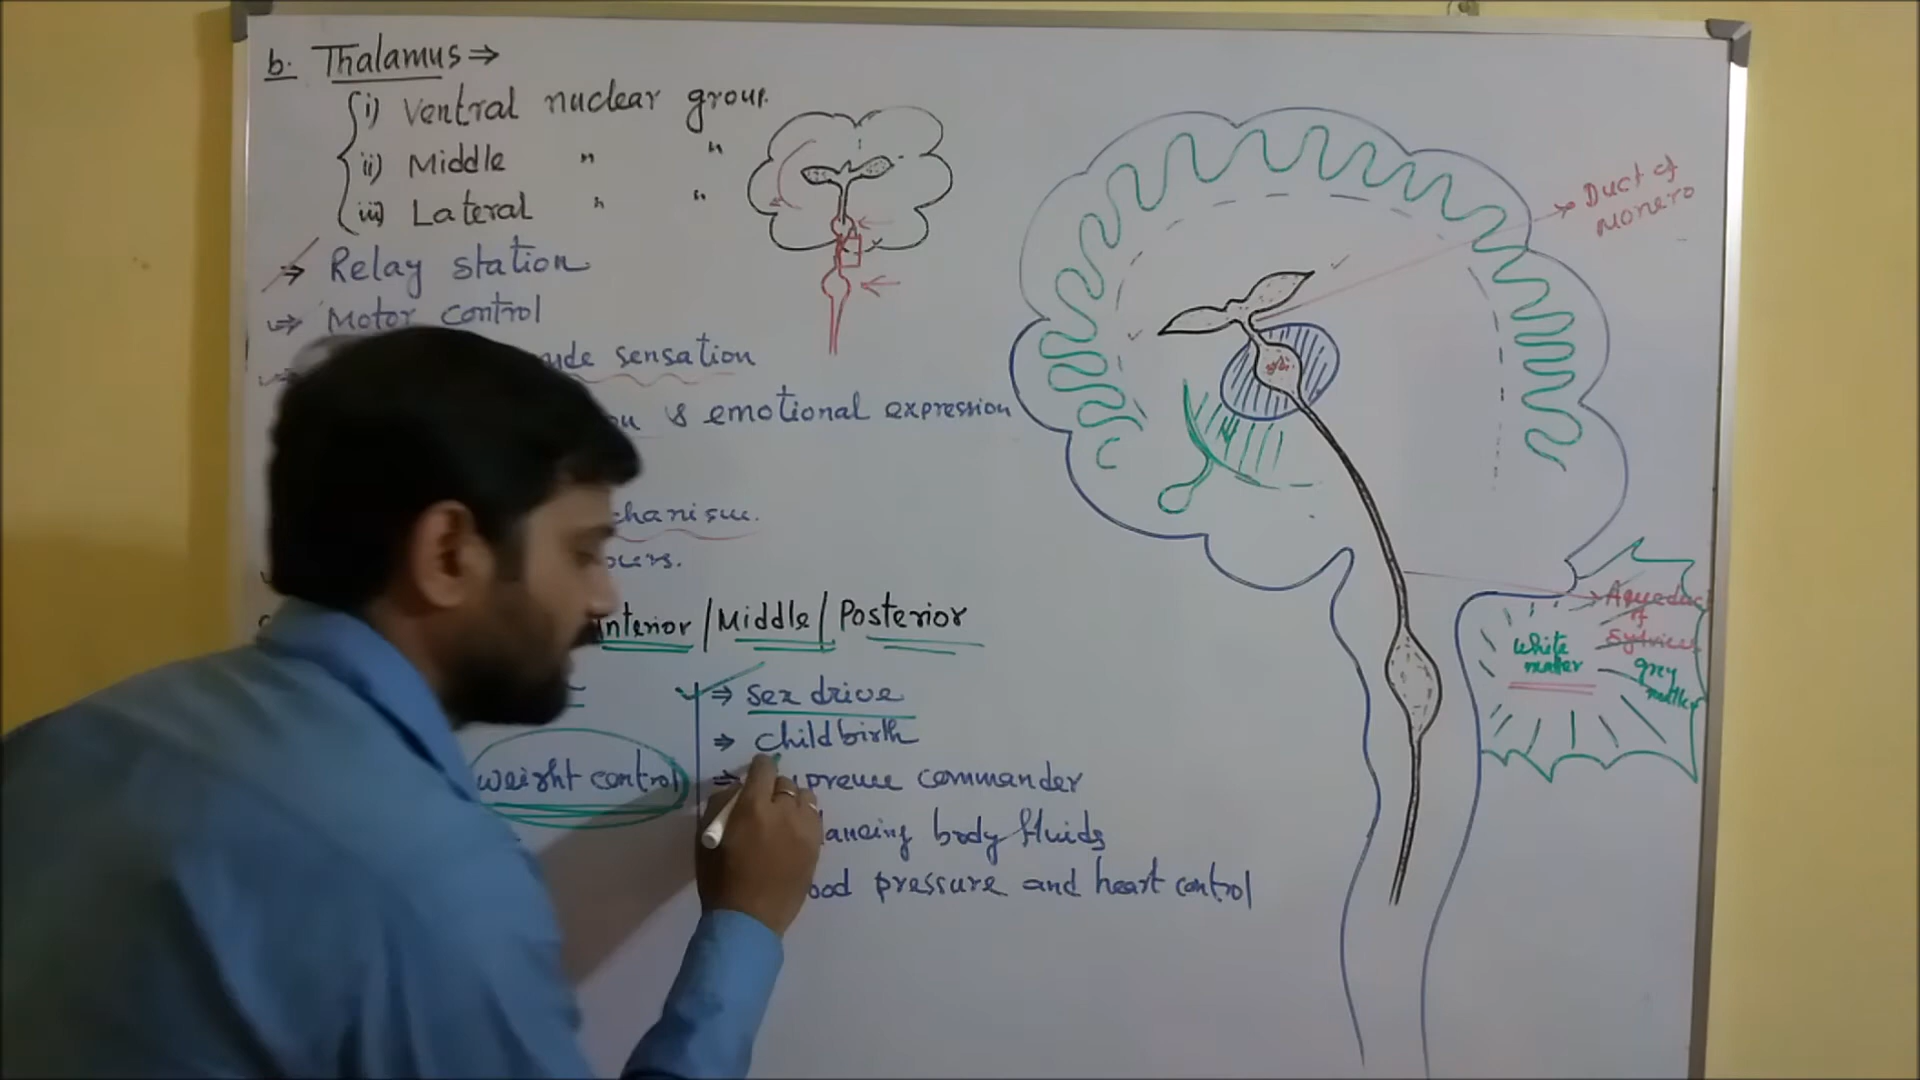 b. Thalamus ⇒
i) Ventral nuclear group.
ii) Middle " "
iii) Lateral " "
⇒ Relay station
⇒ Motor control
sensation
emotional expression
Anterior / Middle / Posterior
⇒ Sex drive
⇒ Child birth
weight control
commander
body fluids
pressure and heart control
Duct of
Monero
white
matter
grey
matter